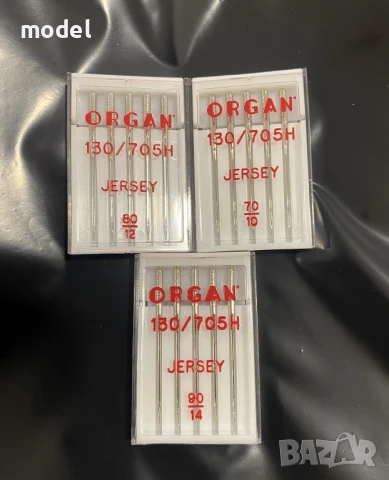 model
ORGAN
130/705H
JERSEY
80
12
ORGAN
130/705H
JERSEY
70
10
ORGAN
130/705H
JERSEY
90
14
BAZAR